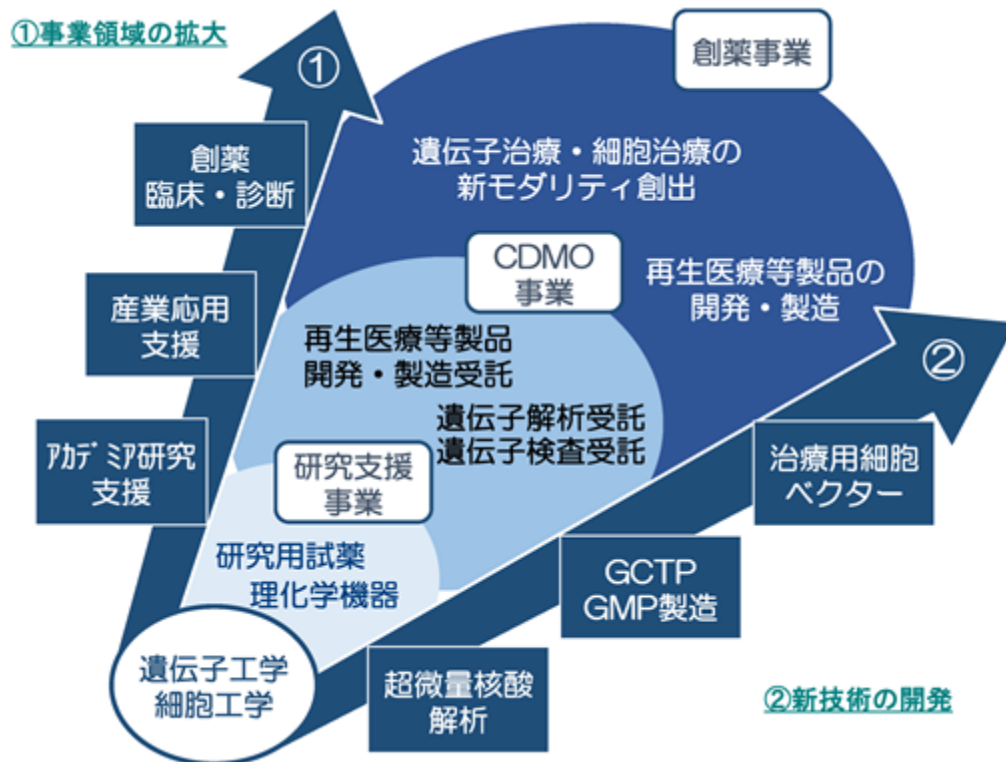 ①事業領域の拡大
①
創薬事業
創薬
臨床・診断
遺伝子治療・細胞治療の
新モダリティ創出
CDMO
事業
再生医療等製品の
開発・製造
産業応用
支援
再生医療等製品
開発・製造受託
②
遺伝子解析受託
遺伝子検査受託
ｱｶﾃﾞﾐｱ研究
支援
研究支援
事業
治療用細胞
ベクター
研究用試薬
理化学機器
GCTP
GMP製造
遺伝子工学
細胞工学
超微量核酸
解析
②新技術の開発